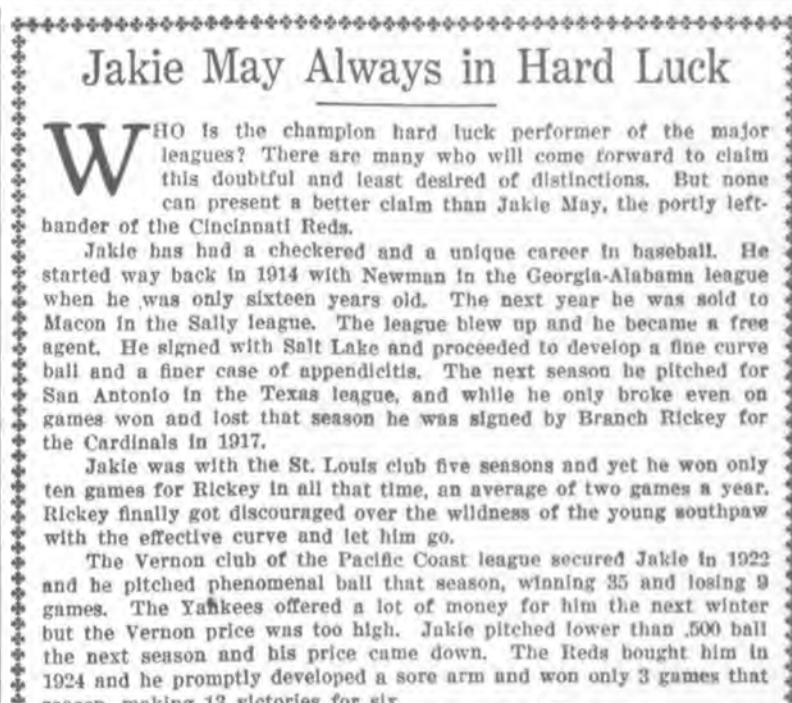 Jakie May Always in Hard Luck
WHO is the champion hard luck performer of the major
leagues? There are many who will come forward to claim
this doubtful and least desired of distinctions. But none
can present a better claim than Jakie May, the portly left-
hander of the Cincinnati Reds.
Jakie has had a checkered and a unique career in baseball. He
started way back in 1914 with Newman in the Georgia-Alabama league
when he was only sixteen years old. The next year he was sold to
Macon in the Sally league. The league blew up and he became a free
agent. He signed with Salt Lake and proceeded to develop a fine curve
ball and a finer case of appendicitis. The next season he pitched for
San Antonio in the Texas league, and while he only broke even on
games won and lost that season he was signed by Branch Rickey for
the Cardinals in 1917.
Jakie was with the St. Louis club five seasons and yet he won only
ten games for Rickey in all that time, an average of two games a year.
Rickey finally got discouraged over the wildness of the young southpaw
with the effective curve and let him go.
The Vernon club of the Pacific Coast league secured Jakie in 1922
and he pitched phenomenal ball that season, winning 35 and losing 9
games. The Yankees offered a lot of money for him the next winter
but the Vernon price was too high. Jakie pitched lower than .500 ball
the next season and his price came down. The Reds bought him in
1924 and he promptly developed a sore arm and won only 3 games that
season, making 13 victories for six